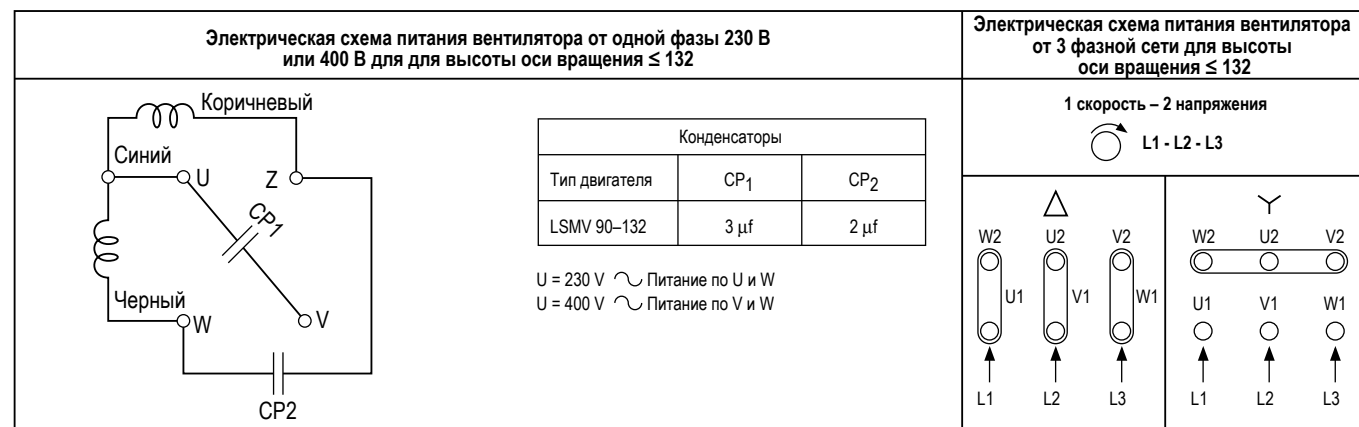 Электрическая схема питания вентилятора от одной фазы 230 В
или 400 В для для высоты оси вращения ≤ 132
Электрическая схема питания вентилятора
от 3 фазной сети для высоты
оси вращения ≤ 132
Коричневый
Синий
U
Z
CP1
Черный
W
V
CP2
Конденсаторы
Тип двигателя CP1 CP2
LSMV 90–132 3 µf 2 µf
U = 230 V Питание по U и W
U = 400 V Питание по V и W
1 скорость – 2 напряжения
L1 - L2 - L3
W2 U2 V2
U1 V1 W1
L1 L2 L3
W2 U2 V2
U1 V1 W1
L1 L2 L3